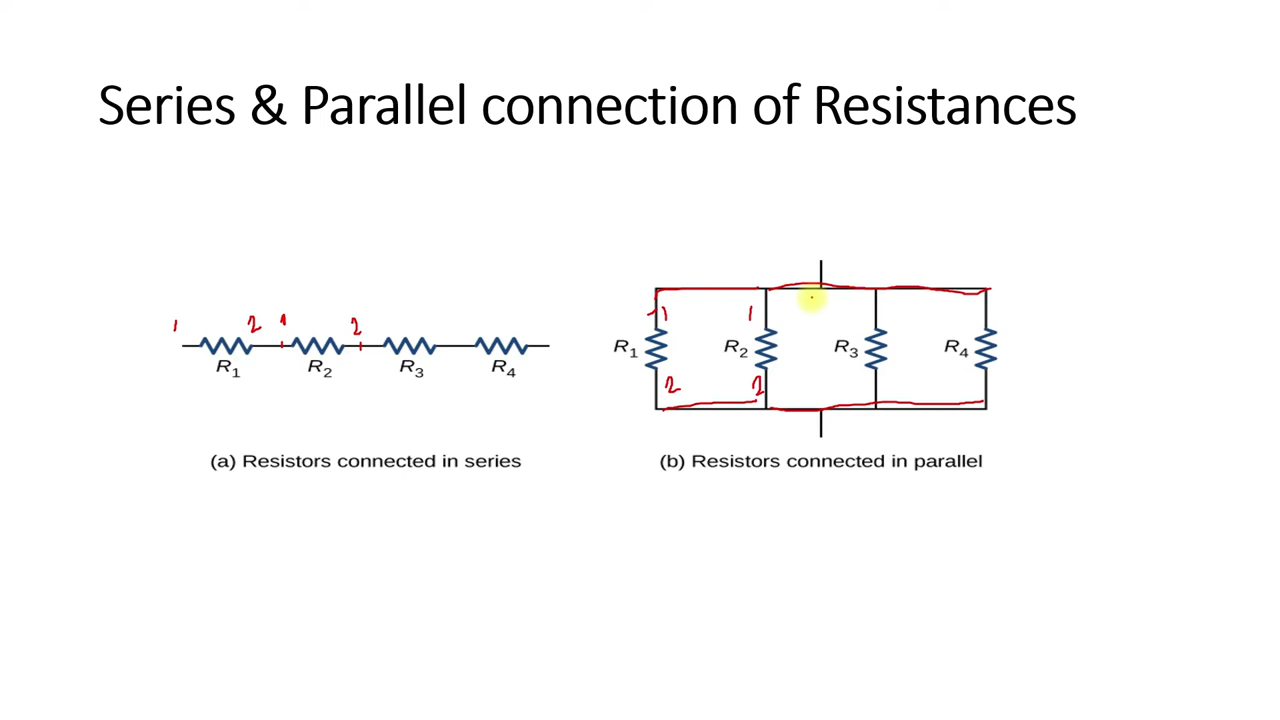 Series & Parallel connection of Resistances
1 2 1 2
R1 R2 R3 R4
(a) Resistors connected in series
1 1
R1 R2 R3 R4
2 2
(b) Resistors connected in parallel